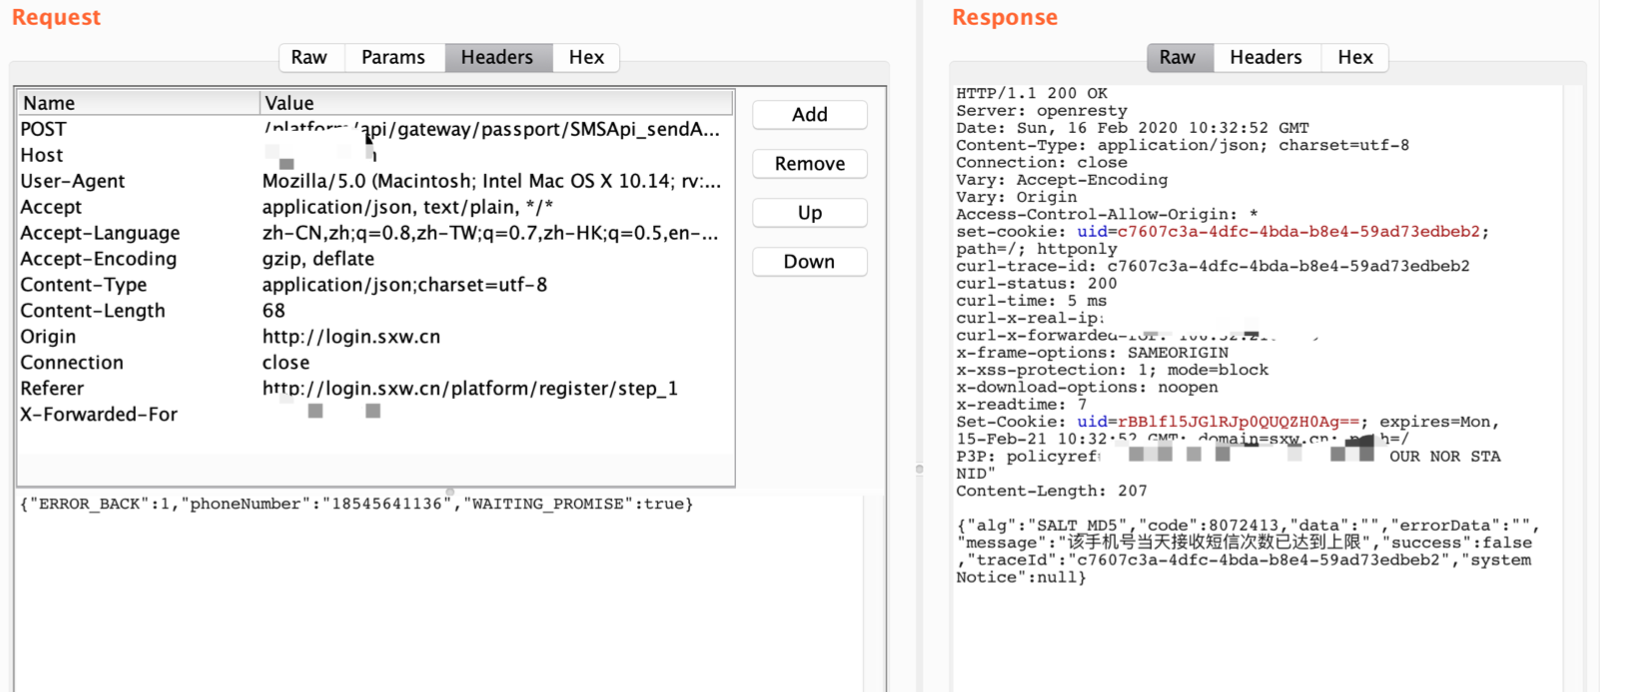 Request
Raw Params Headers Hex
Name Value
POST /platform/api/gateway/passport/SMSApi_sendA...
Host
User-Agent Mozilla/5.0 (Macintosh; Intel Mac OS X 10.14; rv:...
Accept application/json, text/plain, */*
Accept-Language zh-CN,zh;q=0.8,zh-TW;q=0.7,zh-HK;q=0.5,en-...
Accept-Encoding gzip, deflate
Content-Type application/json;charset=utf-8
Content-Length 68
Origin http://login.sxw.cn
Connection close
Referer http://login.sxw.cn/platform/register/step_1
X-Forwarded-For
Add
Remove
Up
Down
{"ERROR_BACK":1,"phoneNumber":"18545641136","WAITING_PROMISE":true}
Response
Raw Headers Hex
HTTP/1.1 200 OK
Server: openresty
Date: Sun, 16 Feb 2020 10:32:52 GMT
Content-Type: application/json; charset=utf-8
Connection: close
Vary: Accept-Encoding
Vary: Origin
Access-Control-Allow-Origin: *
set-cookie: uid=c7607c3a-4dfc-4bda-b8e4-59ad73edbeb2;
path=/; httponly
curl-trace-id: c7607c3a-4dfc-4bda-b8e4-59ad73edbeb2
curl-status: 200
curl-time: 5 ms
curl-x-real-ip:
curl-x-forwarded-for:
x-frame-options: SAMEORIGIN
x-xss-protection: 1; mode=block
x-download-options: noopen
x-readtime: 7
Set-Cookie: uid=rBBlfl5JGlRJp0QUQZH0Ag==; expires=Mon,
15-Feb-21 10:32:52 GMT; domain=sxw.cn; path=/
P3P: policyref OUR NOR STA
NID"
Content-Length: 207
{"alg":"SALT_MD5","code":8072413,"data":"","errorData":"",
"message":"该手机号当天接收短信次数已达到上限","success":false
,"traceId":"c7607c3a-4dfc-4bda-b8e4-59ad73edbeb2","system
Notice":null}